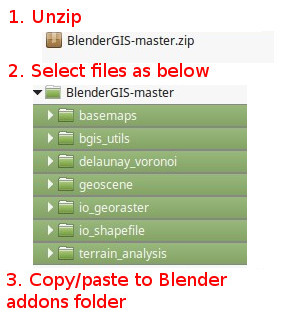 1. Unzip
BlenderGIS-master.zip
2. Select files as below
BlenderGIS-master
basemaps
bgis_utils
delaunay_voronoi
geoscene
io_georaster
io_shapefile
terrain_analysis
3. Copy/paste to Blender
addons folder